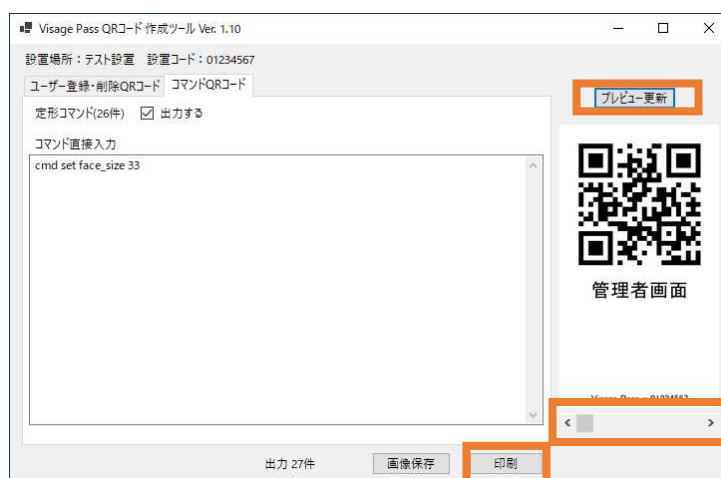 Visage Pass QRコード作成ツール Ver. 1.10
設置場所：テスト設置 設置コード：01234567
ユーザー登録・削除QRコード コマンドQRコード
プレビュー更新
定形コマンド(26件) 出力する
コマンド直接入力
cmd set face_size 33
管理者画面
Visage Pass : 01234567
出力 27件 画像保存 印刷